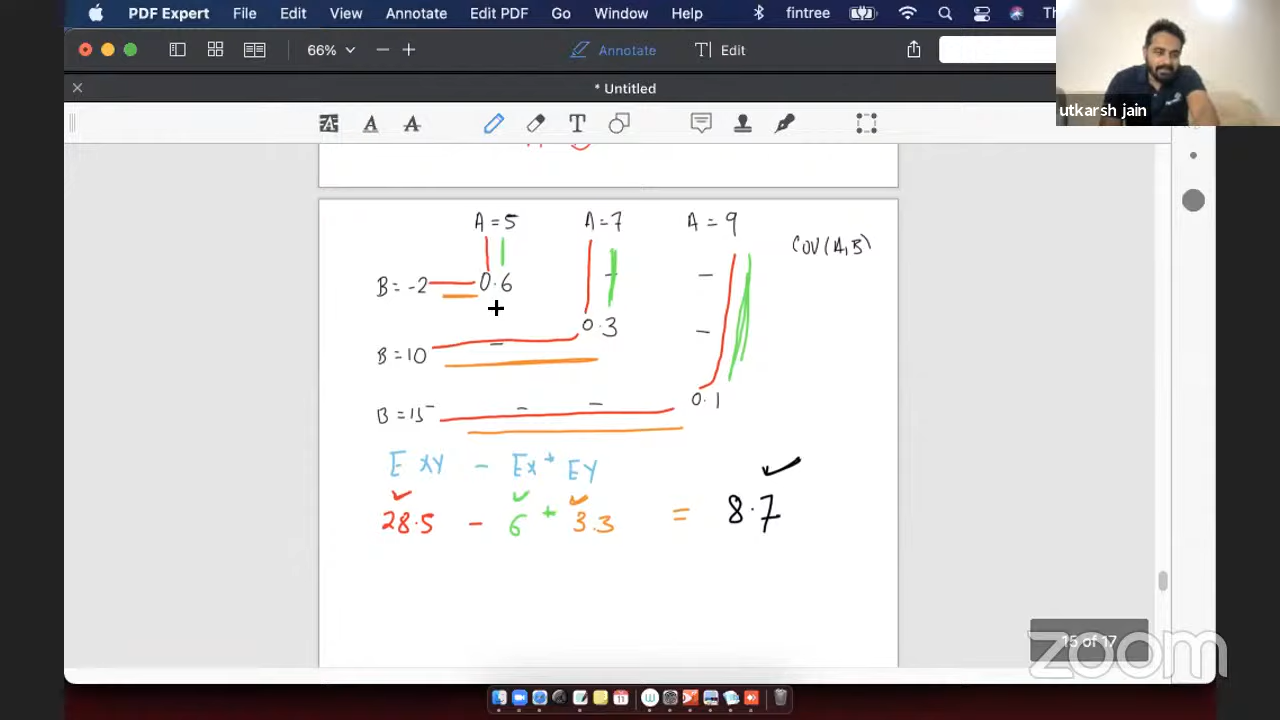 PDF Expert File Edit View Annotate Edit PDF Go Window Help fintree Th
66% Annotate Edit
* Untitled
A A A T
utkarsh jain
A = 5 A = 7 A = 9 COV(A,B)
B = -2 0.6 - -
0.3 -
B = 10 -
B = 15 - - 0.1
E XY - EX * EY
28.5 - 6 * 3.3 = 8.7
15 of 17
zoom